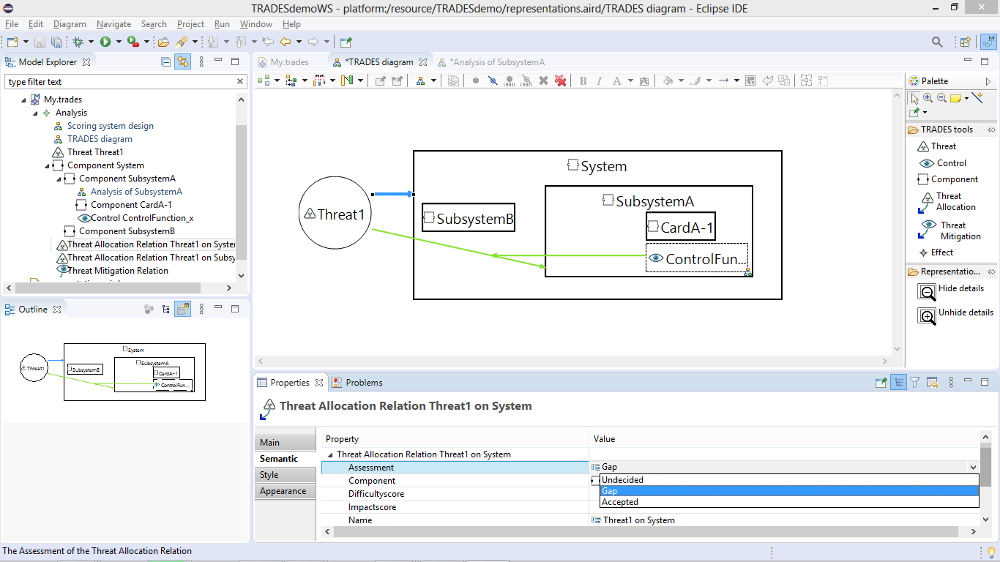 TRADESdemoWS - platform:/resource/TRADESdemo/representations.aird/TRADES diagram - Eclipse IDE
File Edit Diagram Navigate Search Project Run Window Help
Model Explorer
type filter text
My.trades
Analysis
Scoring system design
TRADES diagram
Threat Threat1
Component System
Component SubsystemA
Analysis of SubsystemA
Component CardA-1
Control ControlFunction_x
Component SubsystemB
Threat Allocation Relation Threat1 on System
Threat Allocation Relation Threat1 on Subsy
Threat Mitigation Relation
Outline
Threat1
System
SubsystemA
SubsystemB
CardA-1
ControlFun...
My.trades *TRADES diagram *Analysis of SubsystemA
LABEL LABEL B I A
System
Threat1
SubsystemB
SubsystemA
CardA-1
ControlFun...
Palette
TRADES tools
Threat
Control
Component
Threat
Allocation
Threat
Mitigation
Effect
Representatio...
Hide details
Unhide details
Properties Problems
Threat Allocation Relation Threat1 on System
Main
Semantic
Style
Appearance
Property Value
Threat Allocation Relation Threat1 on System
Assessment Gap
Component
Difficultyscore
Impactscore
Name Threat1 on System
Undecided
Gap
Accepted
The Assessment of the Threat Allocation Relation